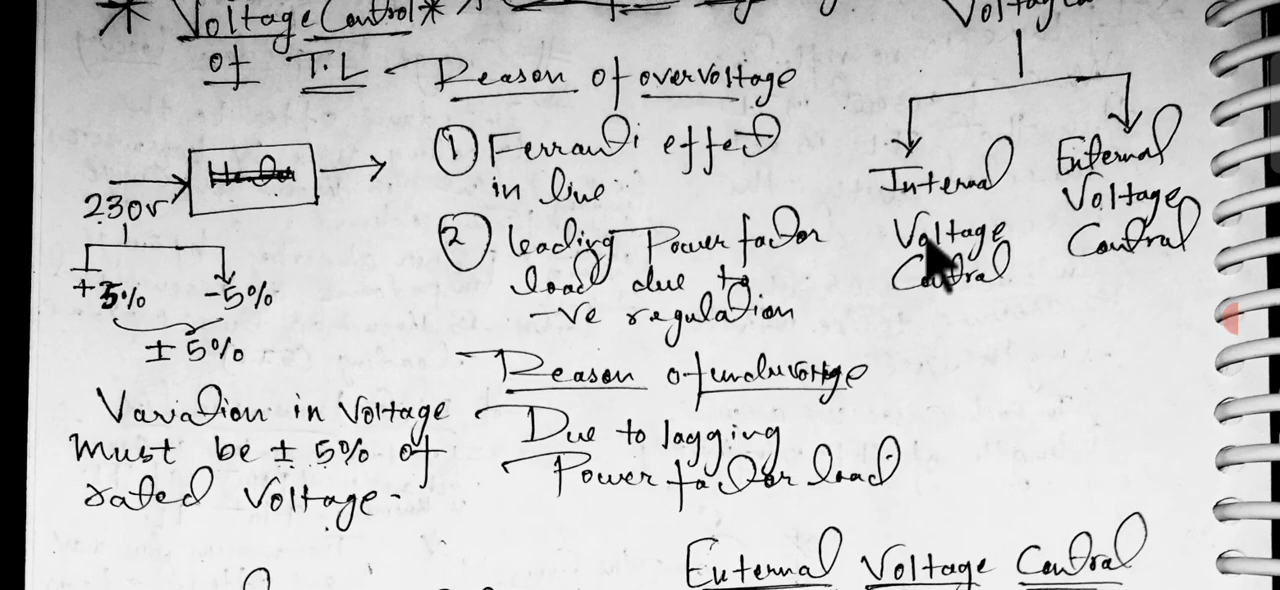 * Voltage Control *
of T.L
230V
+5% -5%
± 5%
Variation in Voltage
Must be ± 5% of
rated Voltage.
Reason of overvoltage
① Ferranti effect
in line
② leading Power factor
load due to
-ve regulation
Reason of undervoltage
Due to lagging
Power factor load
Voltage
Internal
Voltage
Control
External
Voltage
Control
External Voltage Control